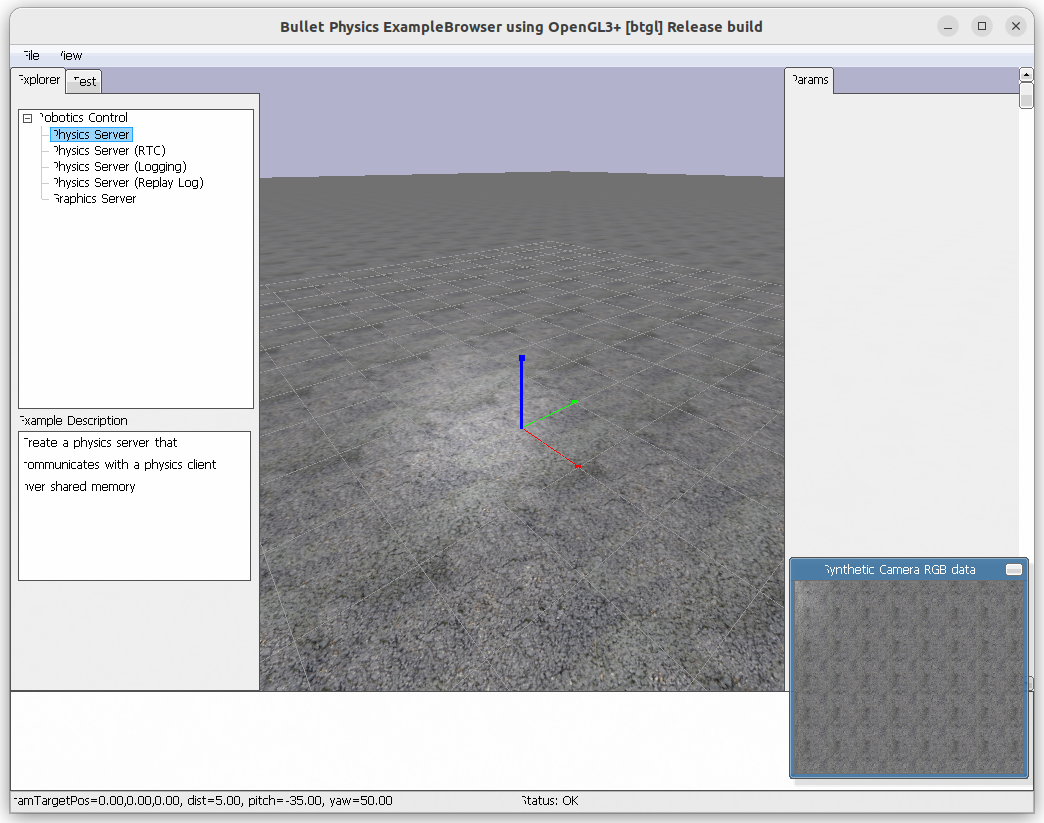 Bullet Physics ExampleBrowser using OpenGL3+ [btgl] Release build
File View
Explorer Test
Params
Robotics Control
Physics Server
Physics Server (RTC)
Physics Server (Logging)
Physics Server (Replay Log)
Graphics Server
Example Description
Create a physics server that
communicates with a physics client
over shared memory
Synthetic Camera RGB data
camTargetPos=0.00,0.00,0.00, dist=5.00, pitch=-35.00, yaw=50.00
Status: OK